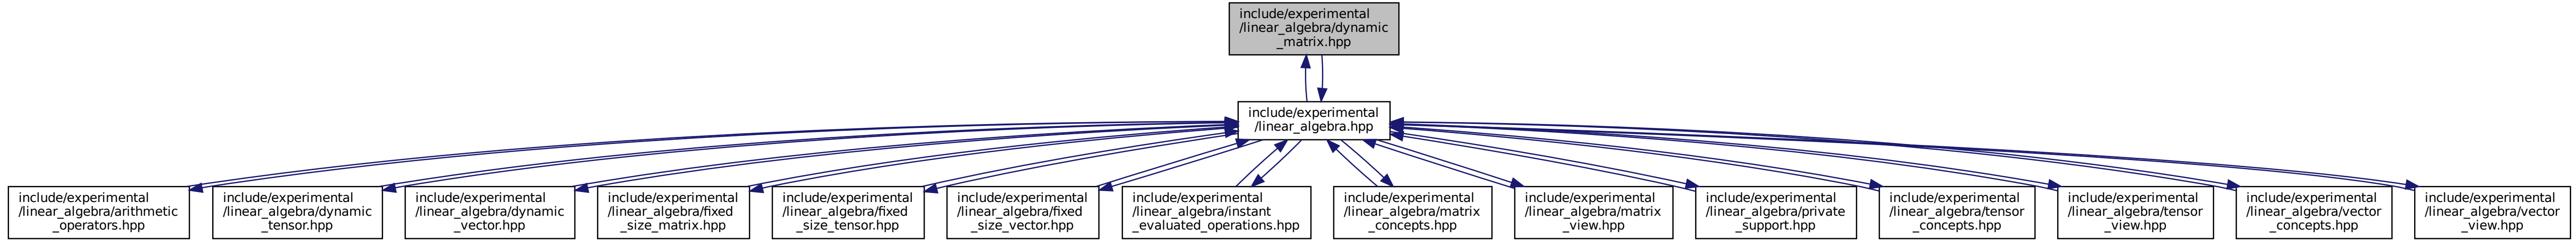 include/experimental
/linear_algebra/dynamic
_matrix.hpp
include/experimental
/linear_algebra.hpp
include/experimental
/linear_algebra/arithmetic
_operators.hpp
include/experimental
/linear_algebra/dynamic
_tensor.hpp
include/experimental
/linear_algebra/dynamic
_vector.hpp
include/experimental
/linear_algebra/fixed
_size_matrix.hpp
include/experimental
/linear_algebra/fixed
_size_tensor.hpp
include/experimental
/linear_algebra/fixed
_size_vector.hpp
include/experimental
/linear_algebra/instant
_evaluated_operations.hpp
include/experimental
/linear_algebra/matrix
_concepts.hpp
include/experimental
/linear_algebra/matrix
_view.hpp
include/experimental
/linear_algebra/private
_support.hpp
include/experimental
/linear_algebra/tensor
_concepts.hpp
include/experimental
/linear_algebra/tensor
_view.hpp
include/experimental
/linear_algebra/vector
_concepts.hpp
include/experimental
/linear_algebra/vector
_view.hpp